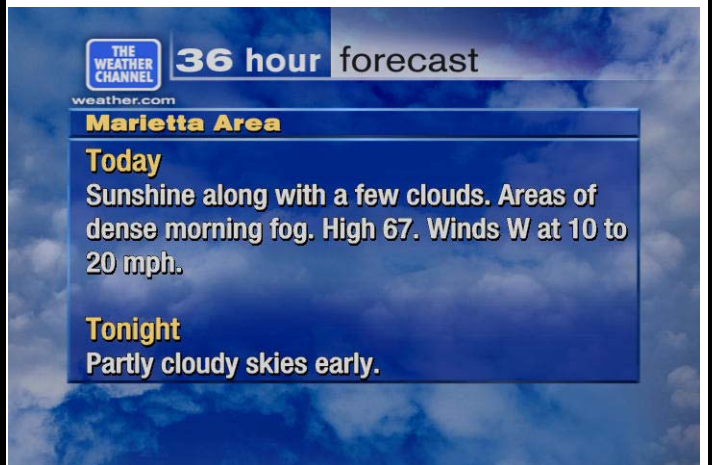 THE
WEATHER
CHANNEL
36 hour forecast
weather.com
Marietta Area
Today
Sunshine along with a few clouds. Areas of
dense morning fog. High 67. Winds W at 10 to
20 mph.
Tonight
Partly cloudy skies early.